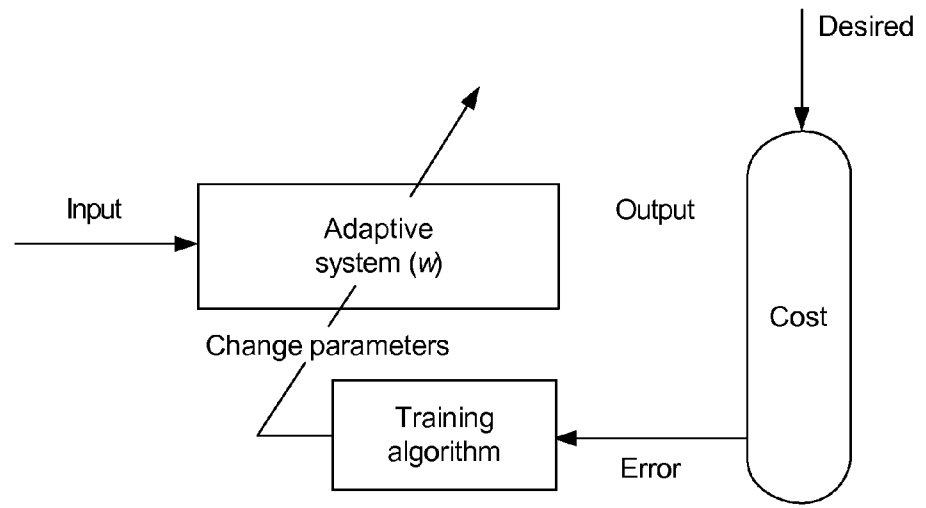 Desired
Input
Adaptive
system (w)
Output
Cost
Change parameters
Training
algorithm
Error